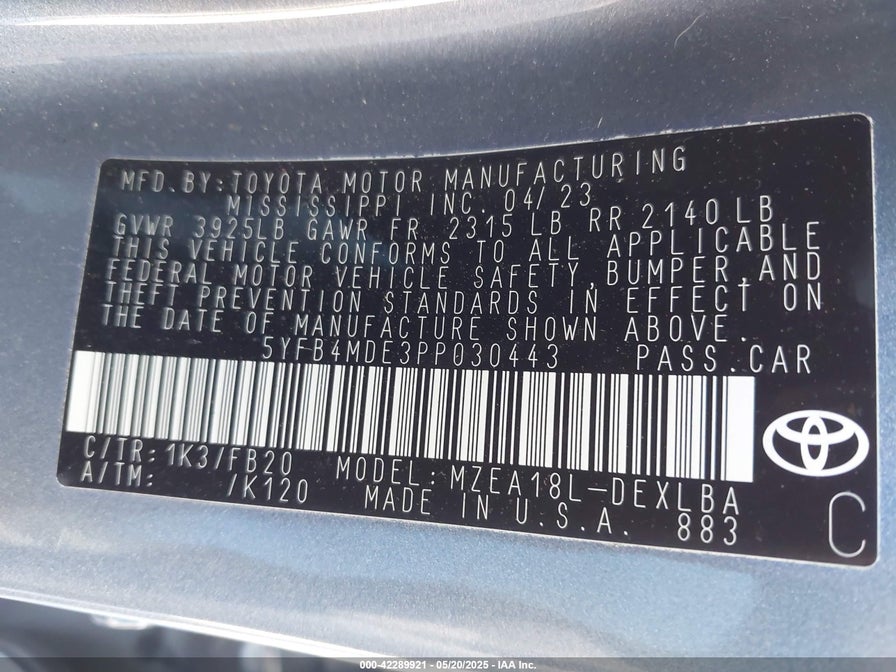 MFD.BY:TOYOTA MOTOR MANUFACTURING
MISSISSIPPI INC. 04/23
GVWR 3925LB GAWR FR 2315LB RR 2140LB
THIS VEHICLE CONFORMS TO ALL APPLICABLE
FEDERAL MOTOR VEHICLE SAFETY,BUMPER,AND
THEFT PREVENTION STANDARDS IN EFFECT ON
THE DATE OF MANUFACTURE SHOWN ABOVE.
5YFB4MDE3PP030443 PASS.CAR
C/TR:1K3/FB20 MODEL:MZEA18L-DEXLBA
A/TM: /K120 MADE IN U.S.A. 883
C
000-42289921 - 05/20/2025 - IAA Inc.